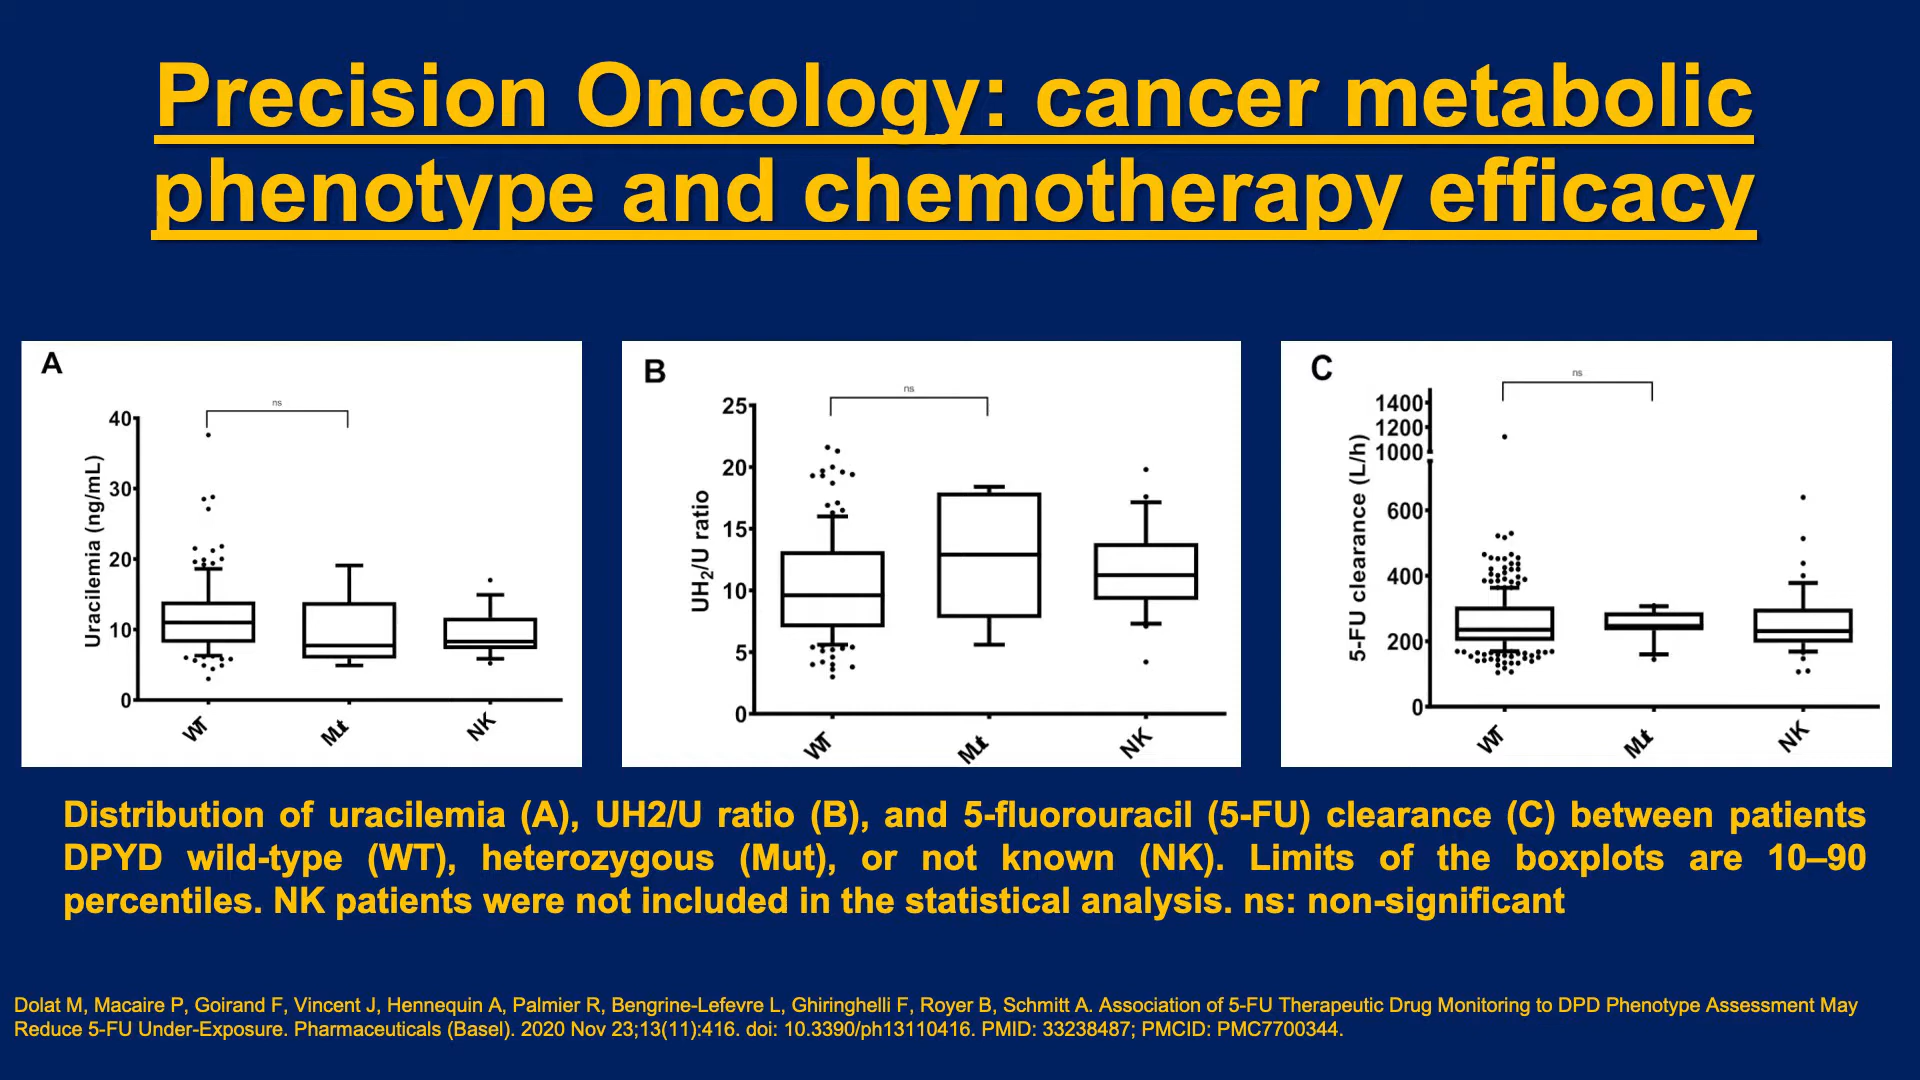 Precision Oncology: cancer metabolic
phenotype and chemotherapy efficacy
A
ns
40
30
20
10
0
Uracilemia (ng/mL)
WT
Mut
NK
B
ns
25
20
15
10
5
0
UH2/U ratio
WT
Mut
NK
C
ns
1400
1200
1000
600
400
200
0
5-FU clearance (L/h)
WT
Mut
NK
Distribution of uracilemia (A), UH2/U ratio (B), and 5-fluorouracil (5-FU) clearance (C) between patients
DPYD wild-type (WT), heterozygous (Mut), or not known (NK). Limits of the boxplots are 10–90
percentiles. NK patients were not included in the statistical analysis. ns: non-significant
Dolat M, Macaire P, Goirand F, Vincent J, Hennequin A, Palmier R, Bengrine-Lefevre L, Ghiringhelli F, Royer B, Schmitt A. Association of 5-FU Therapeutic Drug Monitoring to DPD Phenotype Assessment May
Reduce 5-FU Under-Exposure. Pharmaceuticals (Basel). 2020 Nov 23;13(11):416. doi: 10.3390/ph13110416. PMID: 33238487; PMCID: PMC7700344.